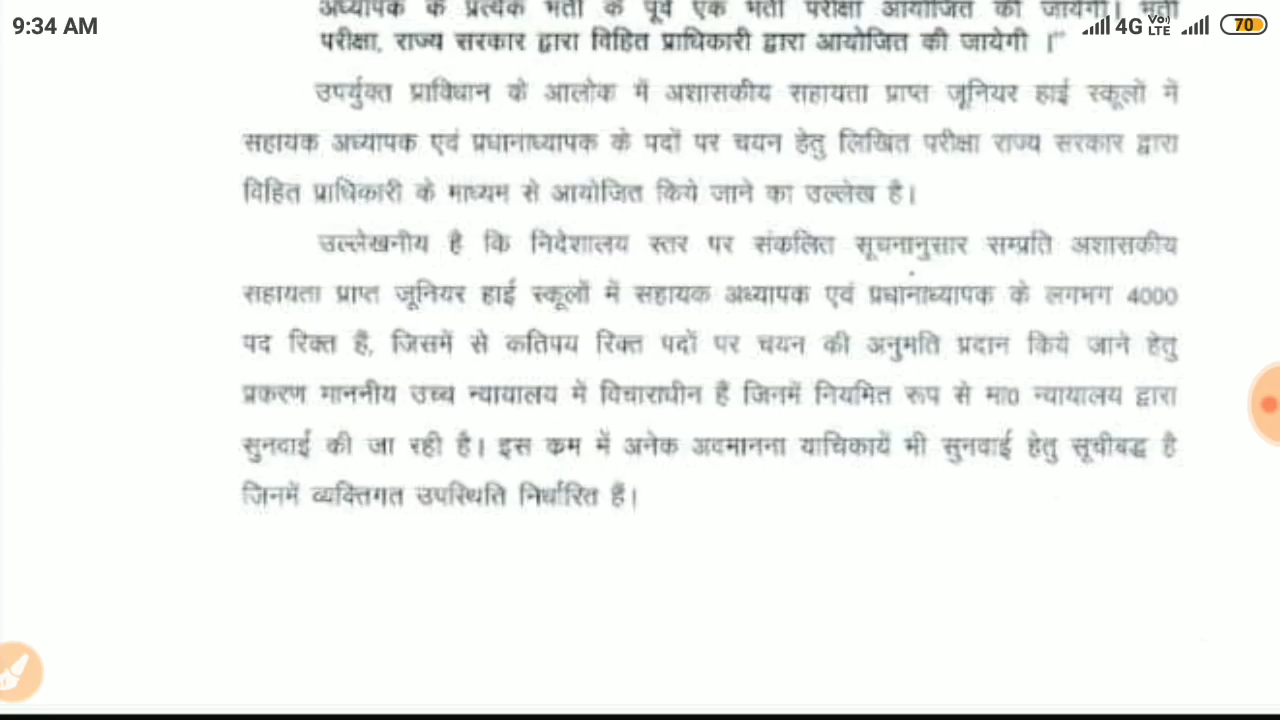 9:34 AM
4G VoLTE 70
अध्यापक के प्रत्येक भर्ती के पूर्व एक भर्ती परीक्षा आयोजित की जायेगी। भर्ती
परीक्षा, राज्य सरकार द्वारा विहित प्राधिकारी द्वारा आयोजित की जायेगी ।"
उपर्युक्त प्राविधान के आलोक में अशासकीय सहायता प्राप्त जूनियर हाई स्कूलों में
सहायक अध्यापक एवं प्रधानाध्यापक के पदों पर चयन हेतु लिखित परीक्षा राज्य सरकार द्वारा
विहित प्राधिकारी के माध्यम से आयोजित किये जाने का उल्लेख है।
उल्लेखनीय है कि निदेशालय स्तर पर संकलित सूचनानुसार सम्प्रति अशासकीय
सहायता प्राप्त जूनियर हाई स्कूलों में सहायक अध्यापक एवं प्रधानाध्यापक के लगभग 4000
पद रिक्त हैं, जिसमें से कतिपय रिक्त पदों पर चयन की अनुमति प्रदान किये जाने हेतु
प्रकरण माननीय उच्च न्यायालय में विचाराधीन हैं जिनमें नियमित रूप से मा0 न्यायालय द्वारा
सुनवाई की जा रही है। इस कम में अनेक अवमानना याचिकायें भी सुनवाई हेतु सूचीबद्ध है
जिनमें व्यक्तिगत उपस्थिति निर्धारित हैं।